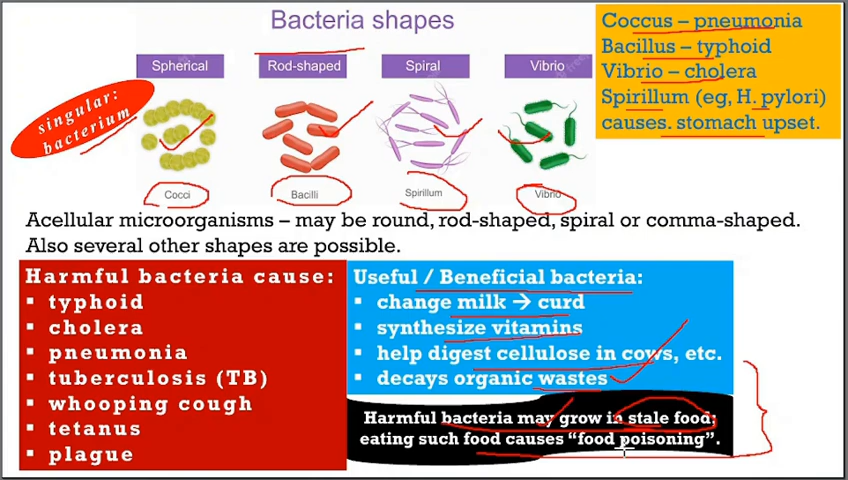 Bacteria shapes
Spherical
Rod-shaped
Spiral
Vibrio
singular:
bacterium
Cocci
Bacilli
Spirillum
Vibrio
Coccus – pneumonia
Bacillus – typhoid
Vibrio – cholera
Spirillum (eg, H. pylori)
causes. stomach upset.
Acellular microorganisms – may be round, rod-shaped, spiral or comma-shaped.
Also several other shapes are possible.
Harmful bacteria cause:
▪ typhoid
▪ cholera
▪ pneumonia
▪ tuberculosis (TB)
▪ whooping cough
▪ tetanus
▪ plague
Useful / Beneficial bacteria:
▪ change milk → curd
▪ synthesize vitamins
▪ help digest cellulose in cows, etc.
▪ decays organic wastes
Harmful bacteria may grow in stale food;
eating such food causes “food poisoning”.